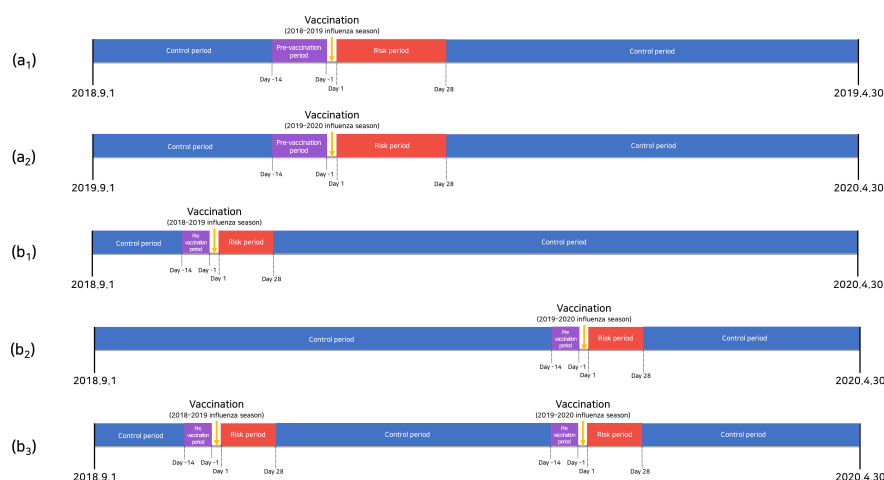 Vaccination
(2018-2019 influenza season)
(a1)
Control period
Pre-vaccination
period
Risk period
Control period
Day -14
Day -1
Day 1
Day 28
2018.9.1
2019.4.30
Vaccination
(2019-2020 influenza season)
(a2)
Control period
Pre-vaccination
period
Risk period
Control period
Day -14
Day -1
Day 1
Day 28
2019.9.1
2020.4.30
Vaccination
(2018-2019 influenza season)
(b1)
Control period
Pre
vaccination
period
Risk period
Control period
Day -14
Day -1
Day 1
Day 28
2018.9.1
2020.4.30
Vaccination
(2019-2020 influenza season)
(b2)
Control period
Pre
vaccination
period
Risk period
Control period
Day -14
Day -1
Day 1
Day 28
2018.9.1
2020.4.30
Vaccination
(2018-2019 influenza season)
Vaccination
(2019-2020 influenza season)
(b3)
Control period
Pre
vaccination
period
Risk period
Control period
Pre
vaccination
period
Risk period
Control period
Day -14
Day -1
Day 1
Day 28
Day -14
Day -1
Day 1
Day 28
2018.9.1
2020.4.30